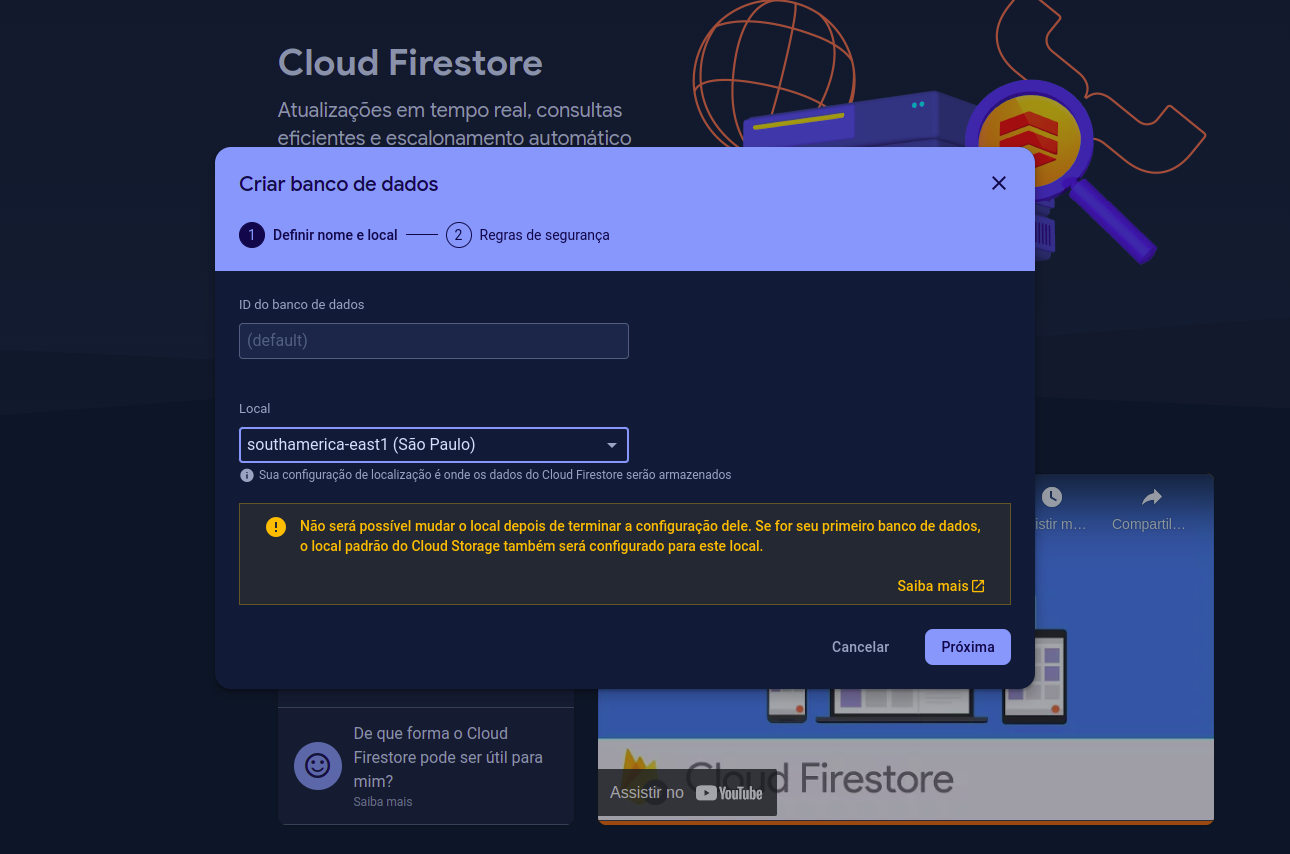 Cloud Firestore
Atualizações em tempo real, consultas
eficientes e escalonamento automático
Criar banco de dados
1 Definir nome e local
2 Regras de segurança
ID do banco de dados
(default)
Local
southamerica-east1 (São Paulo)
Sua configuração de localização é onde os dados do Cloud Firestore serão armazenados
Não será possível mudar o local depois de terminar a configuração dele. Se for seu primeiro banco de dados,
o local padrão do Cloud Storage também será configurado para este local.
Saiba mais
Cancelar
Próxima
istir m…
Compartil…
De que forma o Cloud
Firestore pode ser útil para
mim?
Saiba mais
Cloud Firestore
Assistir no YouTube